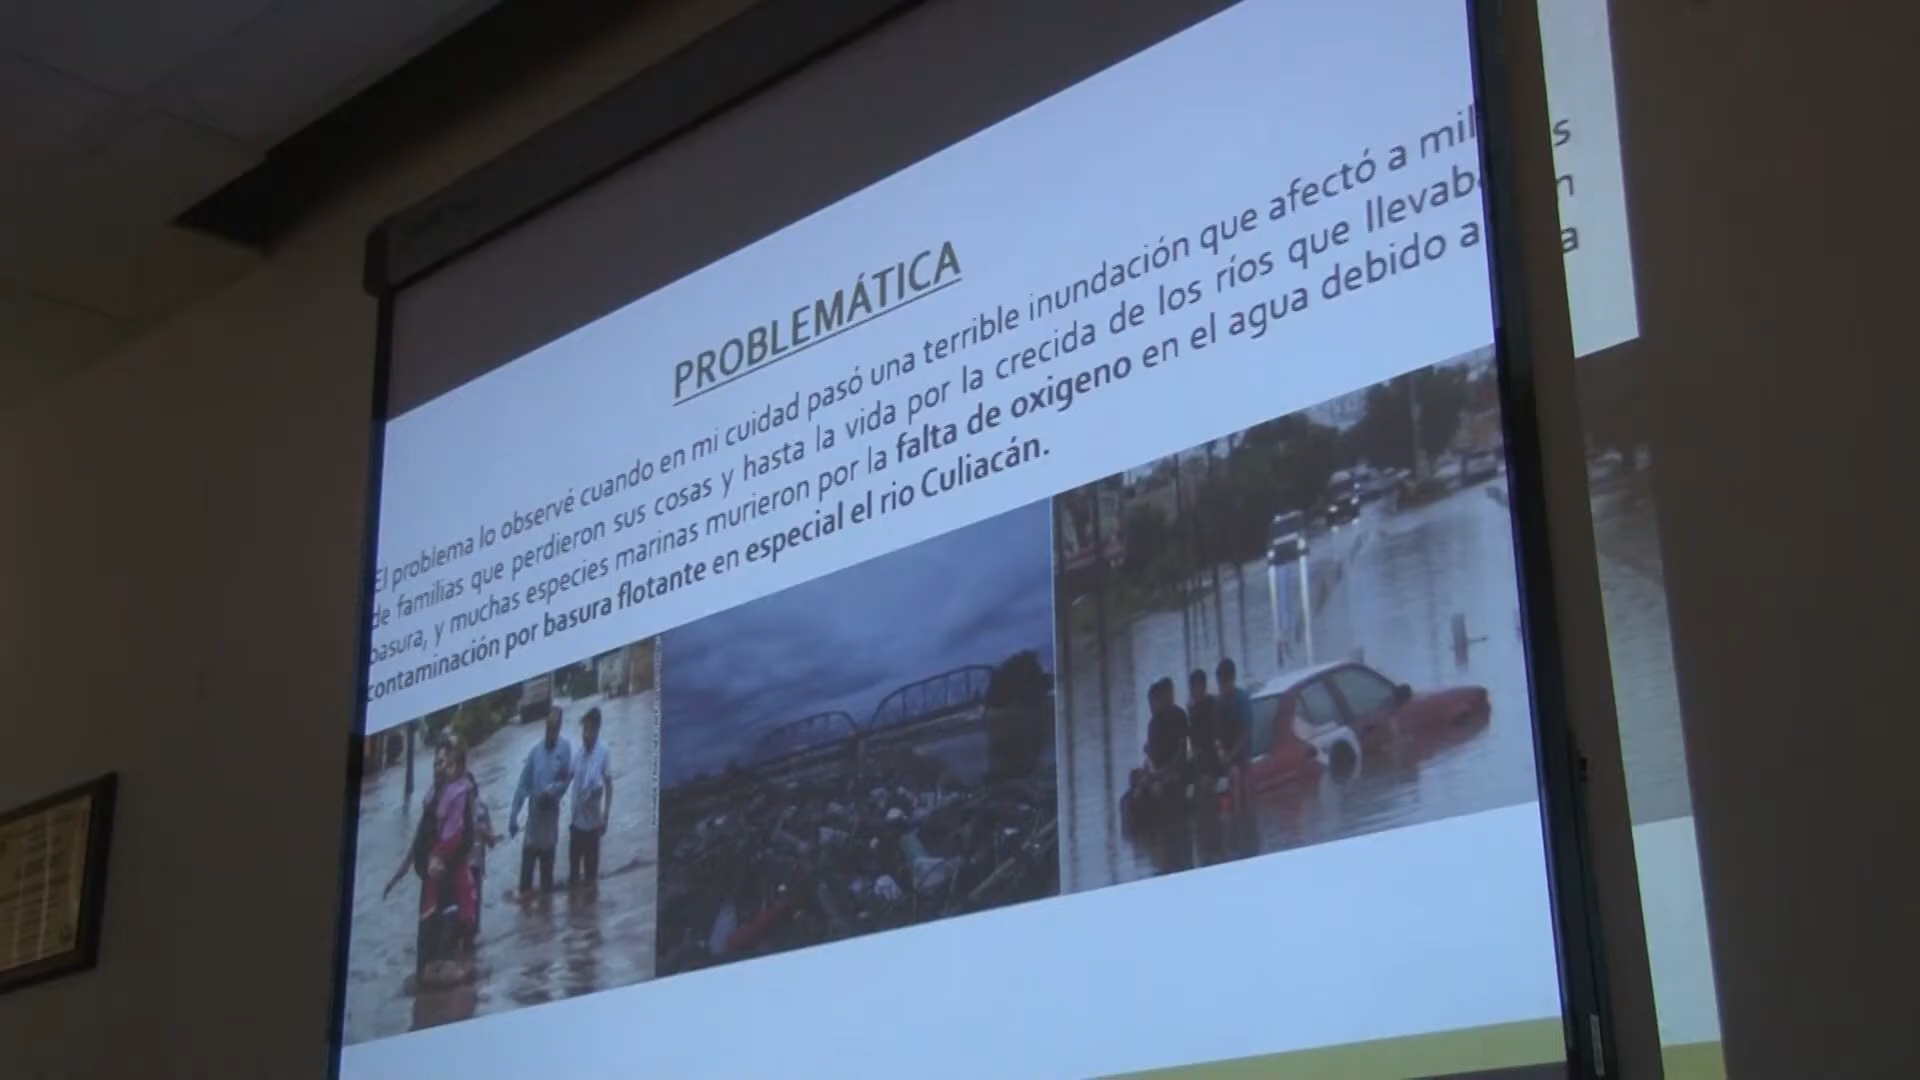 PROBLEMÁTICA
El problema lo observé cuando en mi cuidad pasó una terrible inundación que afectó a mil s
de familias que perdieron sus cosas y hasta la vida por la crecida de los ríos que llevab n
basura, y muchas especies marinas murieron por la falta de oxigeno en el agua debido a a
contaminación por basura flotante en especial el rio Culiacán.